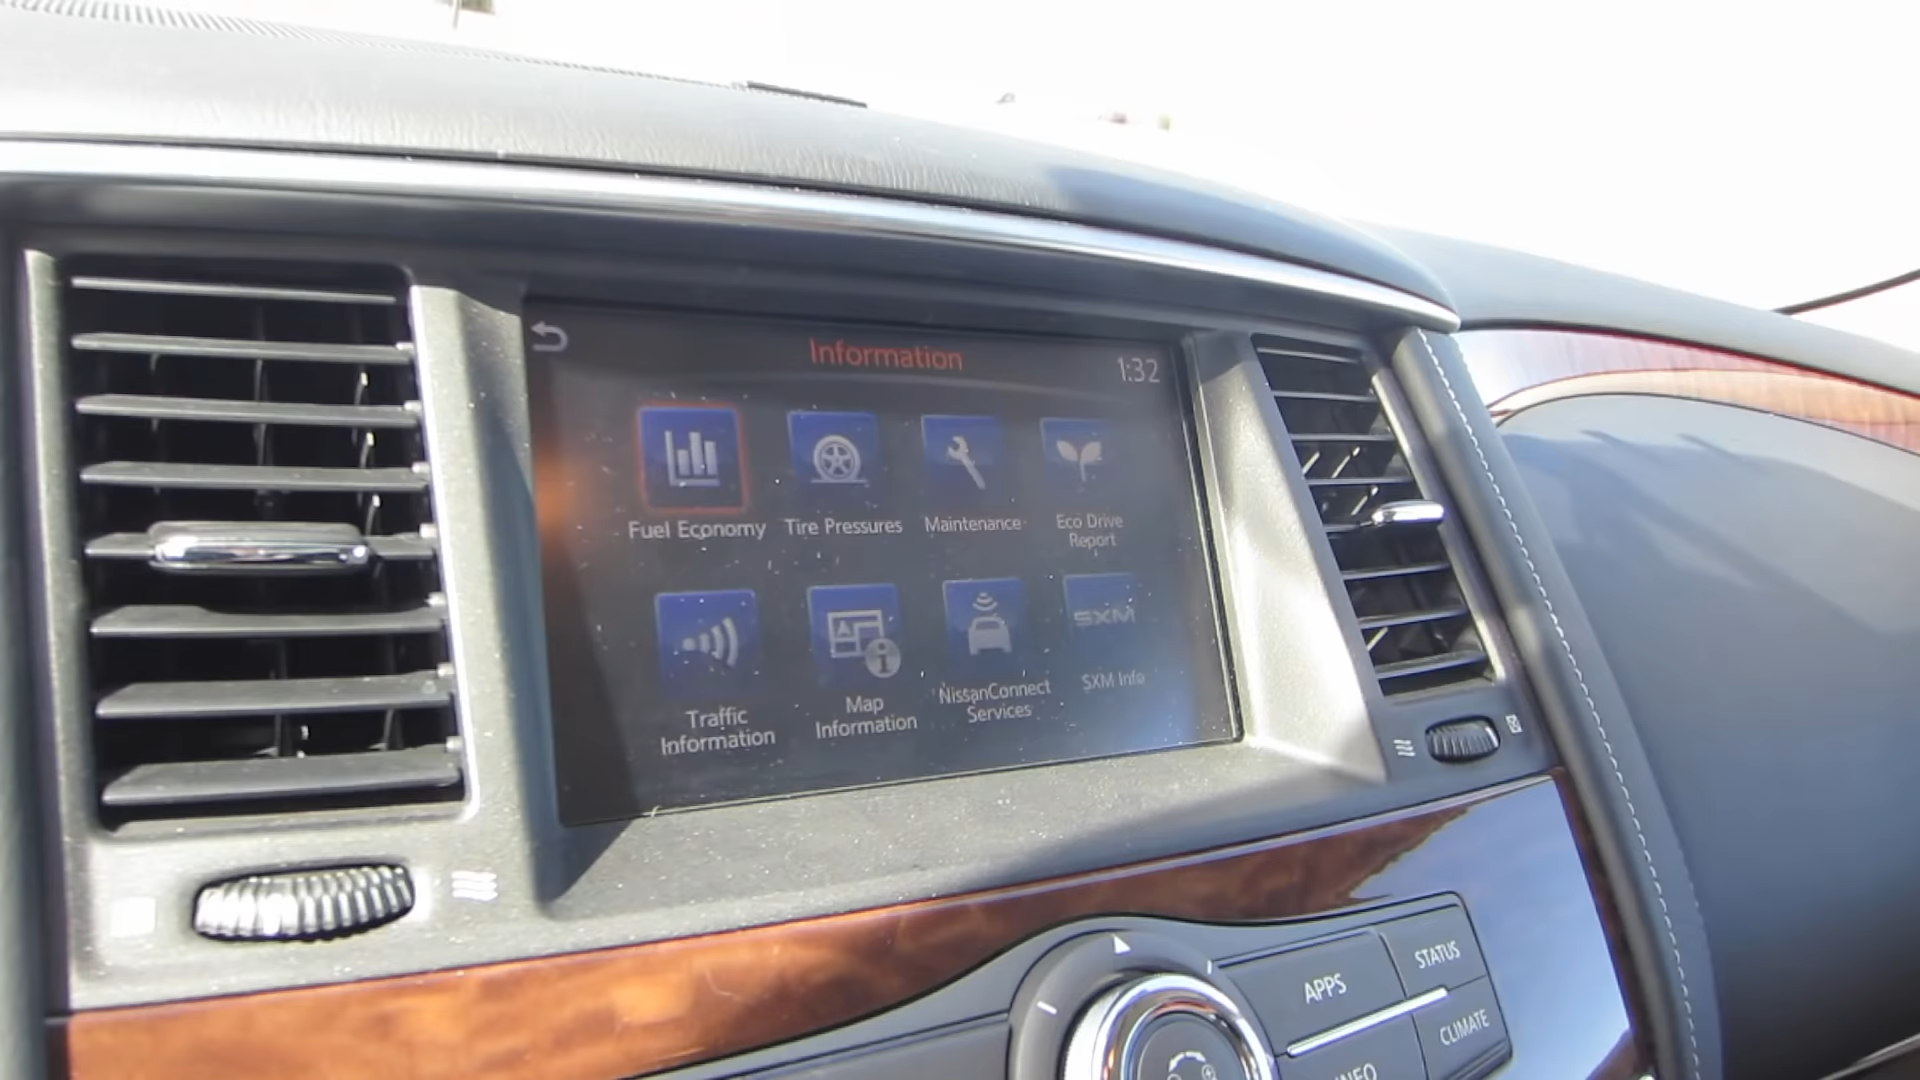 Information
1:32
Fuel Economy
Tire Pressures
Maintenance
Eco Drive
Report
Traffic
Information
Map
Information
NissanConnect
Services
SXM
SXM Info
APPS
STATUS
INFO
CLIMATE